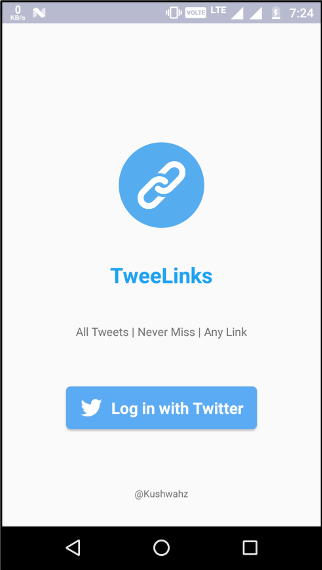 0
KB/s
VOLTE
LTE
7:24
TweeLinks
All Tweets | Never Miss | Any Link
Log in with Twitter
@Kushwahz